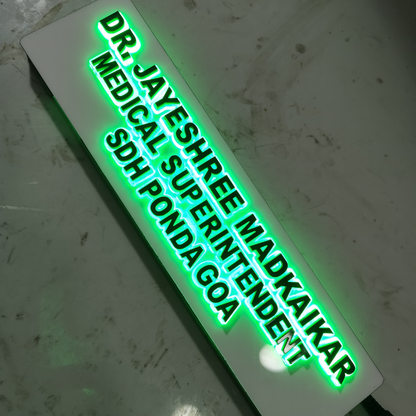 DR. JAYESHREE MADKAIKAR
MEDICAL SUPERINTENDENT
SDH PONDA GOA